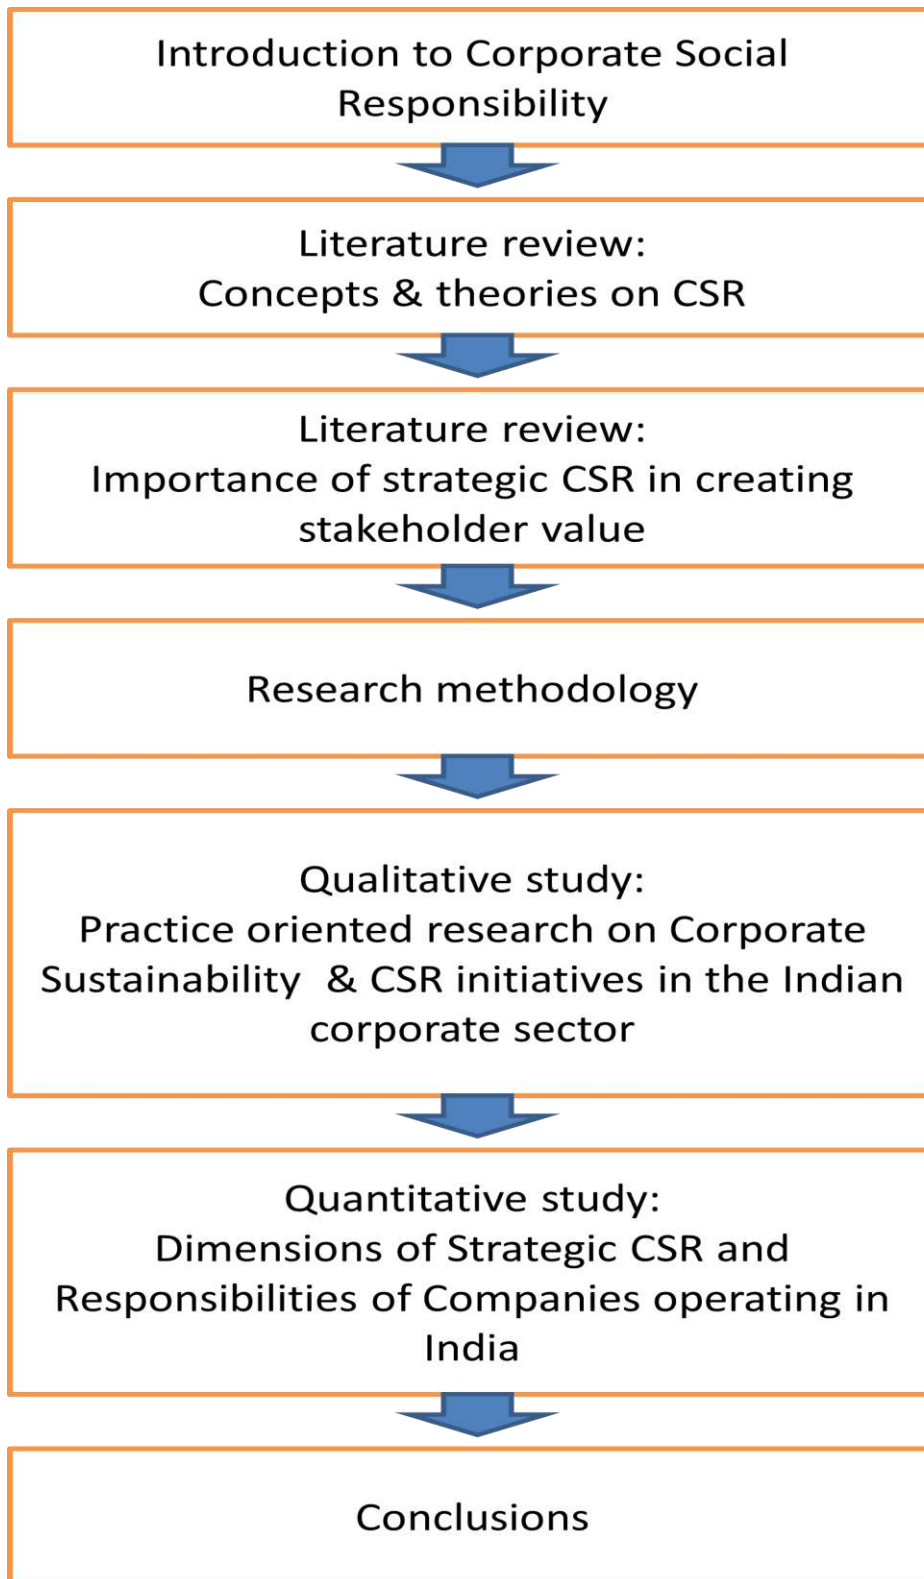 Introduction to Corporate Social
Responsibility
Literature review:
Concepts & theories on CSR
Literature review:
Importance of strategic CSR in creating
stakeholder value
Research methodology
Qualitative study:
Practice oriented research on Corporate
Sustainability & CSR initiatives in the Indian
corporate sector
Quantitative study:
Dimensions of Strategic CSR and
Responsibilities of Companies operating in
India
Conclusions